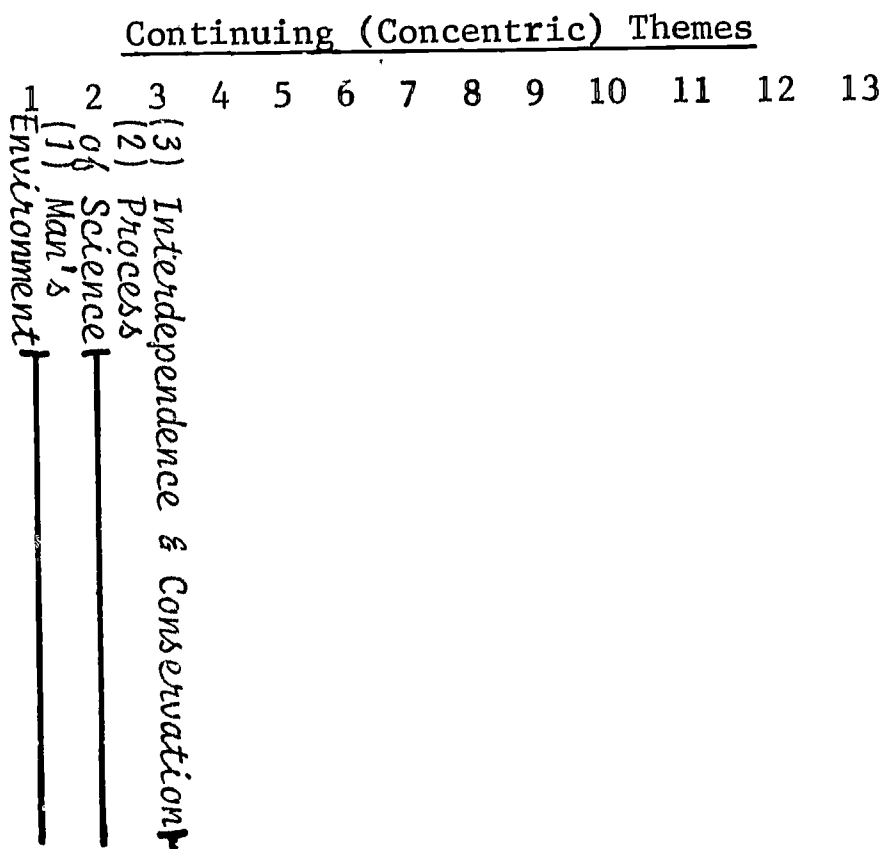 Continuing (Concentric) Themes
1 2 3 4 5 6 7 8 9 10 11 12 13
(3) Interdependence & Conservation
(2) Process
of Science
(1) Man's
Environment